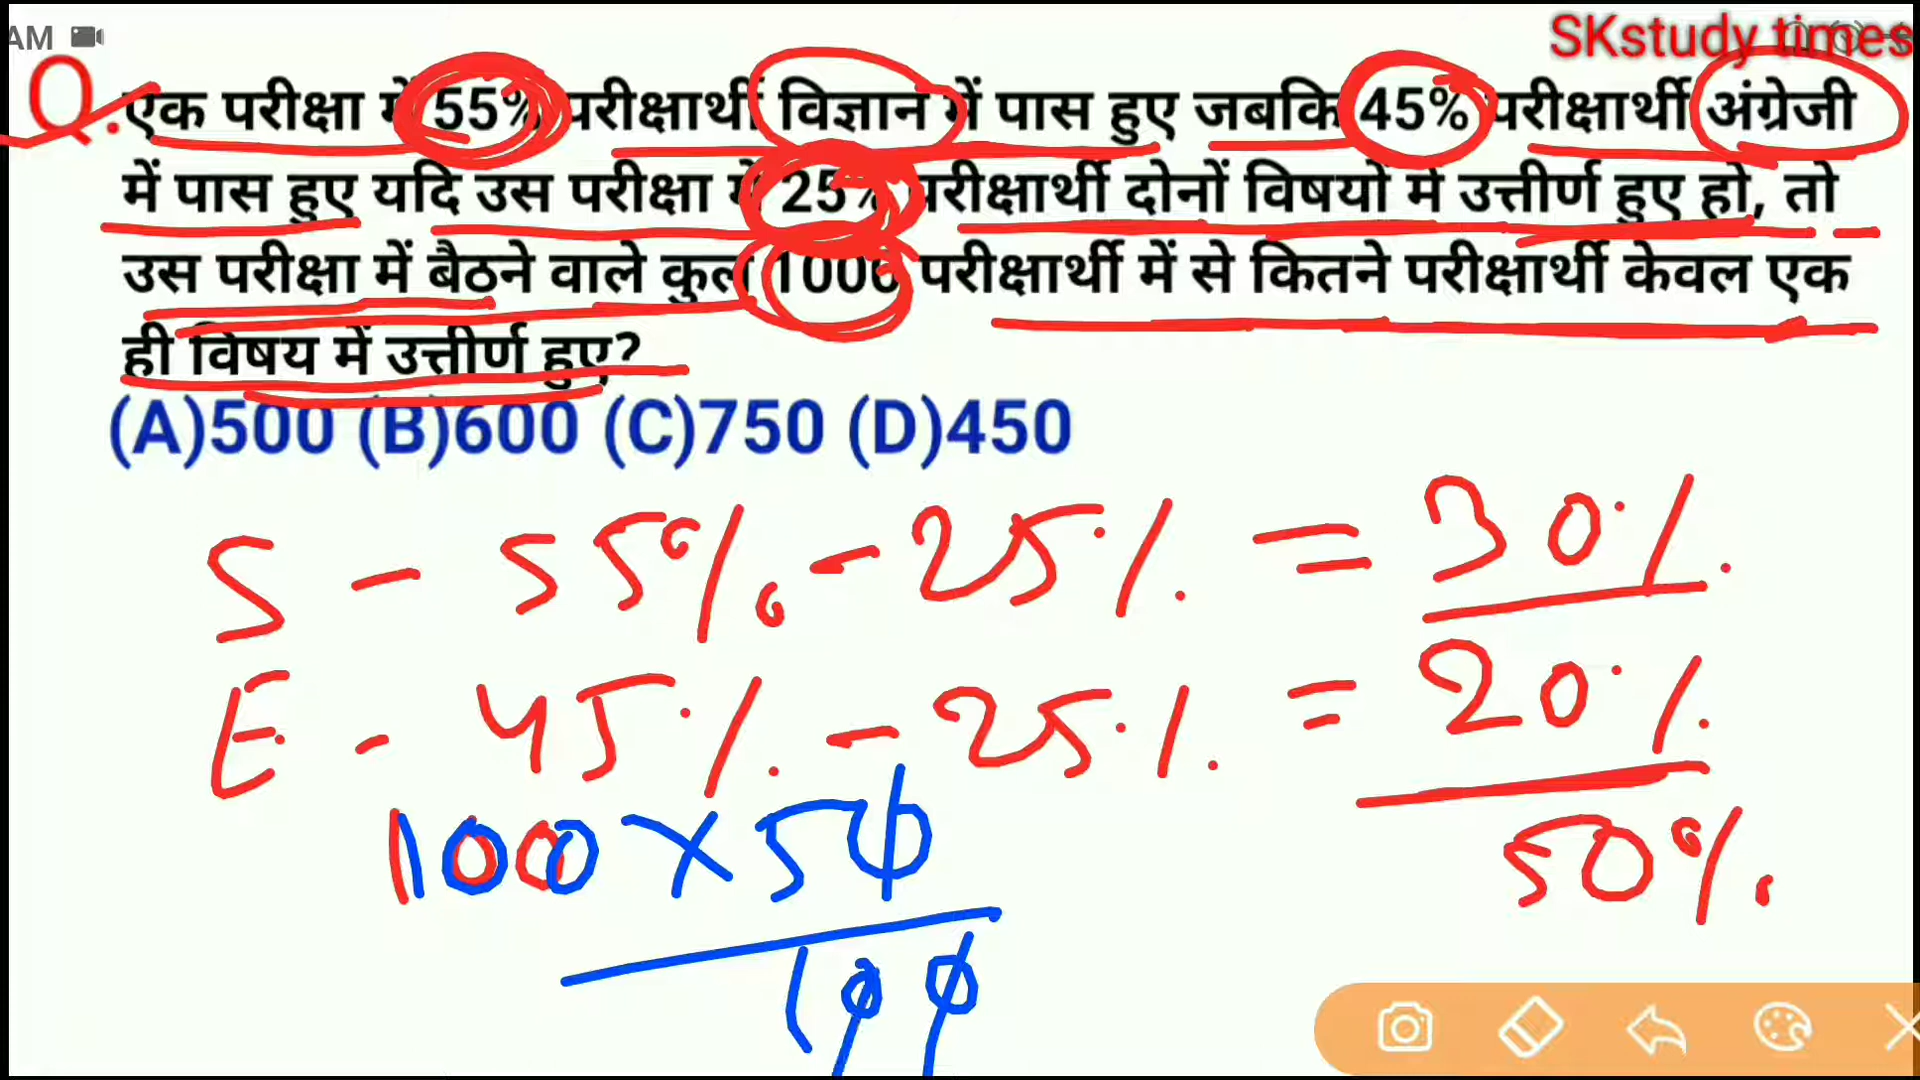 AM
SKstudy times
Q.एक परीक्षा में 55% परीक्षार्थी विज्ञान में पास हुए जबकि 45% परीक्षार्थी अंग्रेजी
में पास हुए यदि उस परीक्षा में 25% परीक्षार्थी दोनों विषयों में उत्तीर्ण हुए हो, तो
उस परीक्षा में बैठने वाले कुल 1000 परीक्षार्थी में से कितने परीक्षार्थी केवल एक
ही विषय में उत्तीर्ण हुए?
(A)500 (B)600 (C)750 (D)450
S - 55% - 25% = 30%
E - 45% - 25% = 20%
100 x 50
50%
100